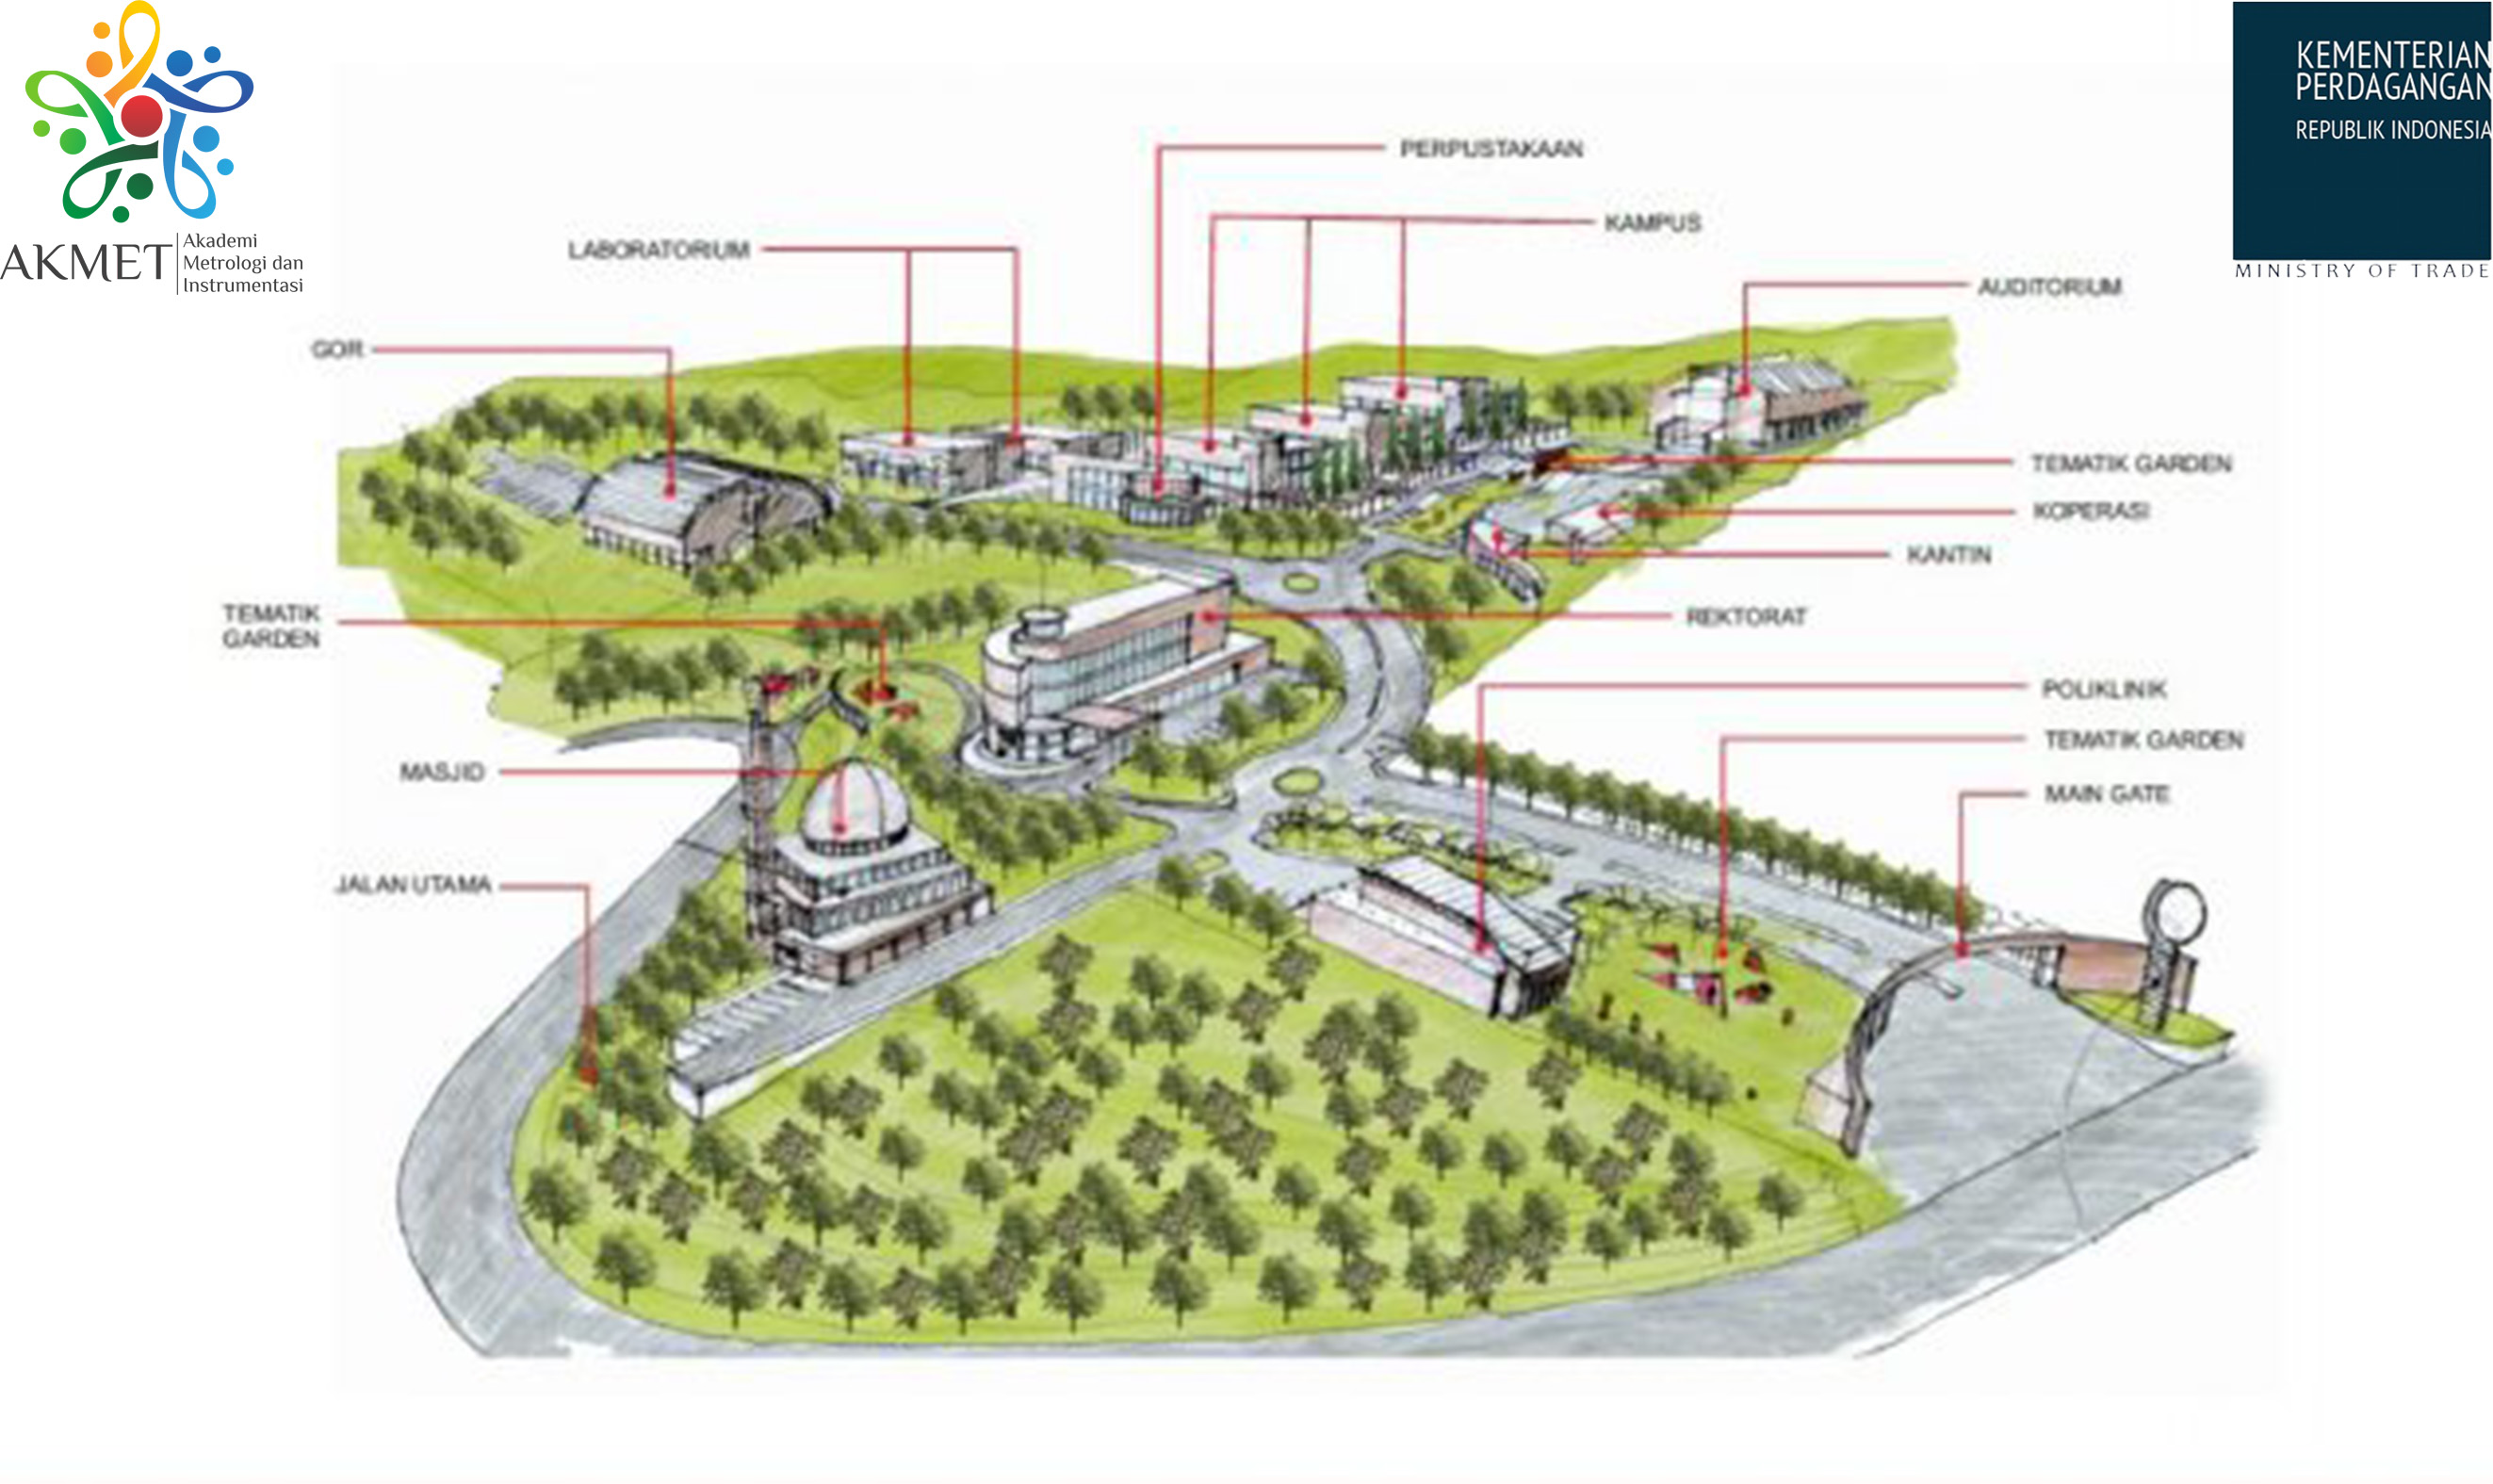 AKMET
Akademi
Metrologi dan
Instrumentasi
KEMENTERIAN
PERDAGANGAN
REPUBLIK INDONESIA
MINISTRY OF TRADE
PERPUSTAKAAN
KAMPUS
LABORATORIUM
AUDITORIUM
GOR
TEMATIK GARDEN
KOPERASI
KANTIN
TEMATIK
GARDEN
REKTORAT
POLIKLINIK
TEMATIK GARDEN
MASJID
MAIN GATE
JALAN UTAMA